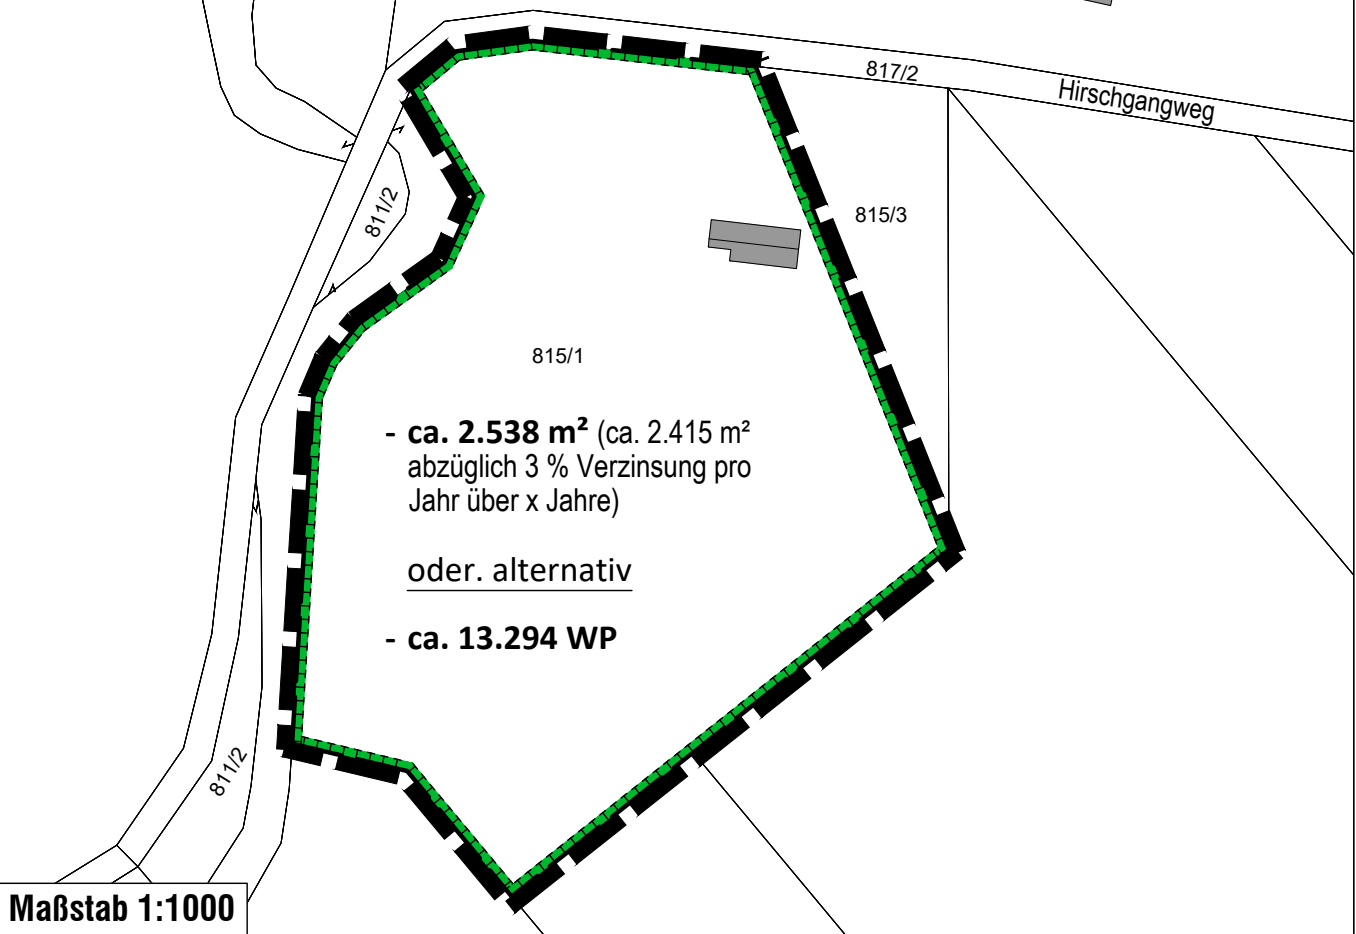 817/2
Hirschgangweg
811/2
815/3
815/1
- ca. 2.538 m² (ca. 2.415 m²
abzüglich 3 % Verzinsung pro
Jahr über x Jahre)
oder. alternativ
- ca. 13.294 WP
811/2
Maßstab 1:1000